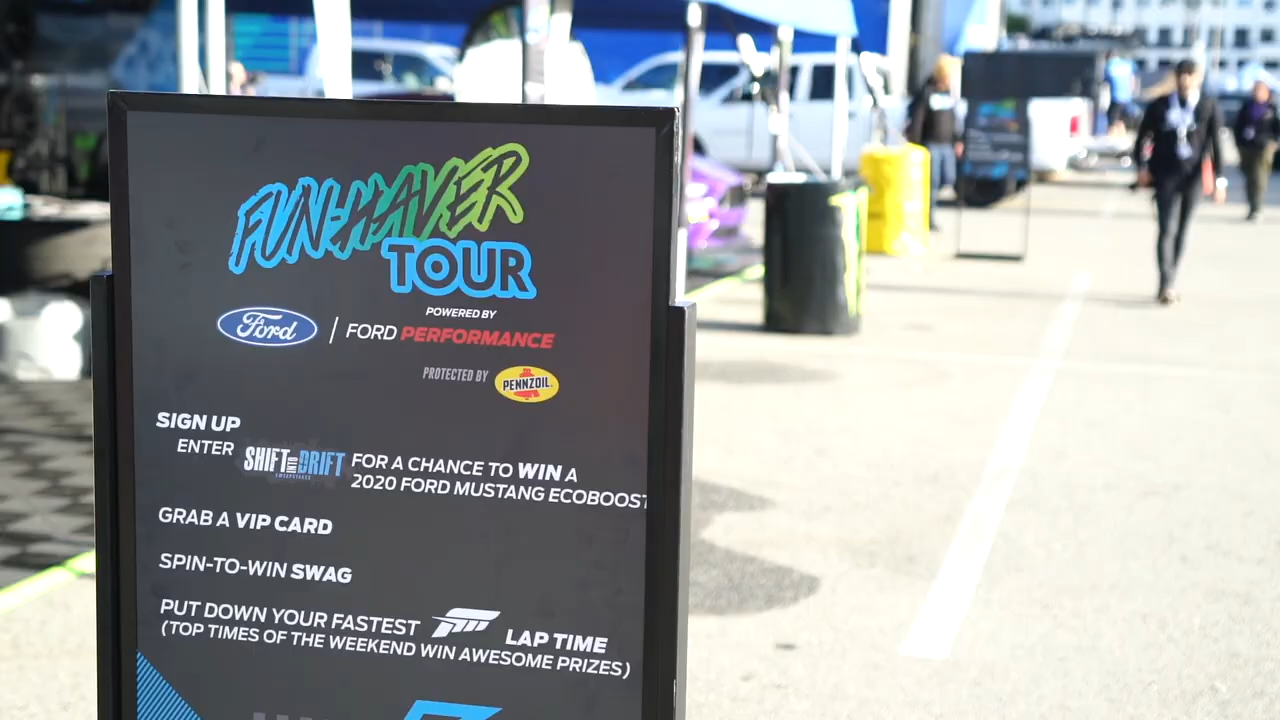 FUN-HAVER
TOUR
POWERED BY
Ford | FORD PERFORMANCE
PROTECTED BY PENNZOIL
SIGN UP
ENTER SHIFT INTO DRIFT SWEEPSTAKES FOR A CHANCE TO WIN A
2020 FORD MUSTANG ECOBOOST
GRAB A VIP CARD
SPIN-TO-WIN SWAG
PUT DOWN YOUR FASTEST LAP TIME
(TOP TIMES OF THE WEEKEND WIN AWESOME PRIZES)